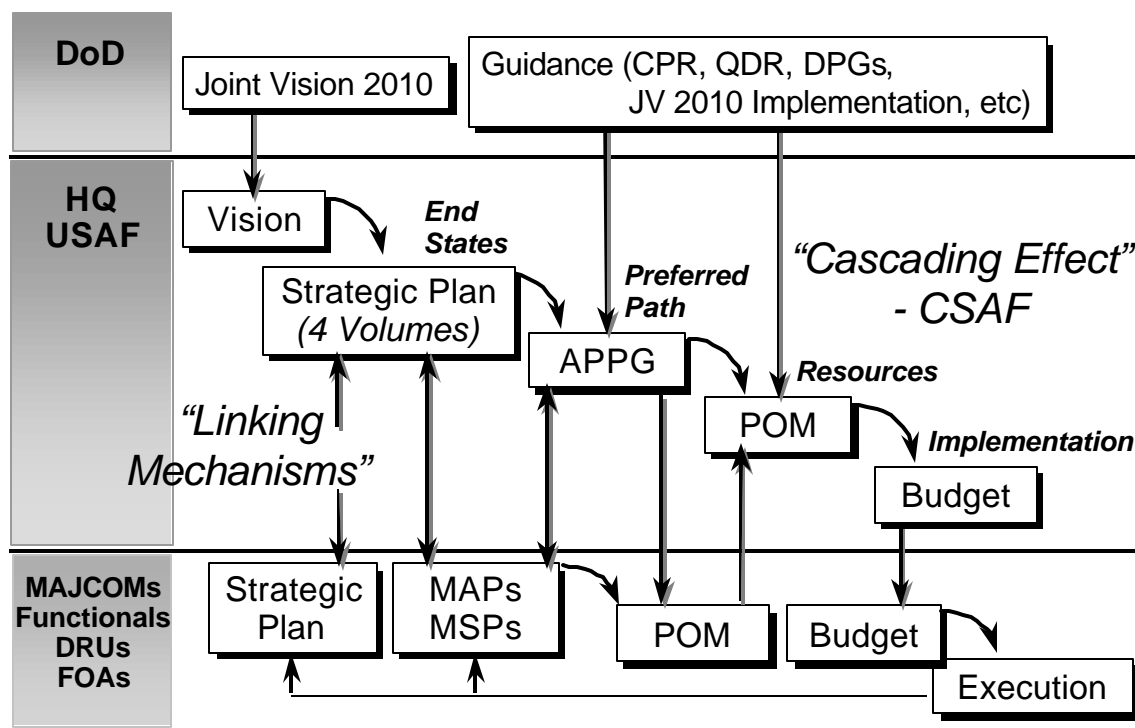 DoD
Joint Vision 2010
Guidance (CPR, QDR, DPGs,
JV 2010 Implementation, etc)
HQ
USAF
Vision
End
States
Strategic Plan
(4 Volumes)
Preferred
Path
APPG
“Cascading Effect”
- CSAF
Resources
POM
“Linking
Mechanisms”
Implementation
Budget
MAJCOMs
Functionals
DRUs
FOAs
Strategic
Plan
MAPs
MSPs
POM
Budget
Execution